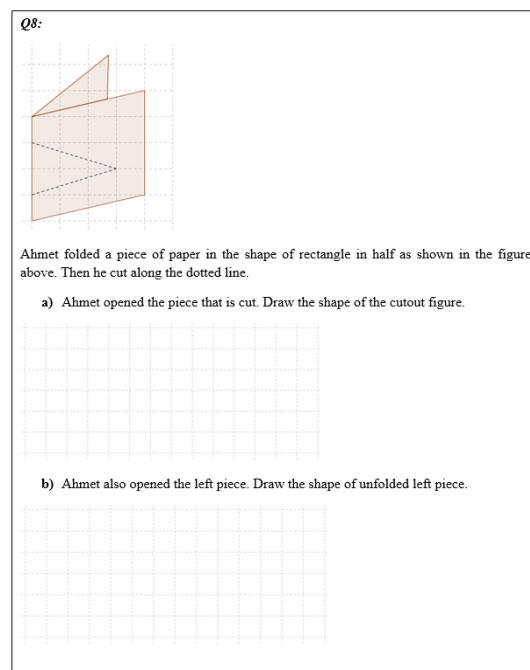 Q8:
Ahmet folded a piece of paper in the shape of rectangle in half as shown in the figure
above. Then he cut along the dotted line.
a) Ahmet opened the piece that is cut. Draw the shape of the cutout figure.
b) Ahmet also opened the left piece. Draw the shape of unfolded left piece.